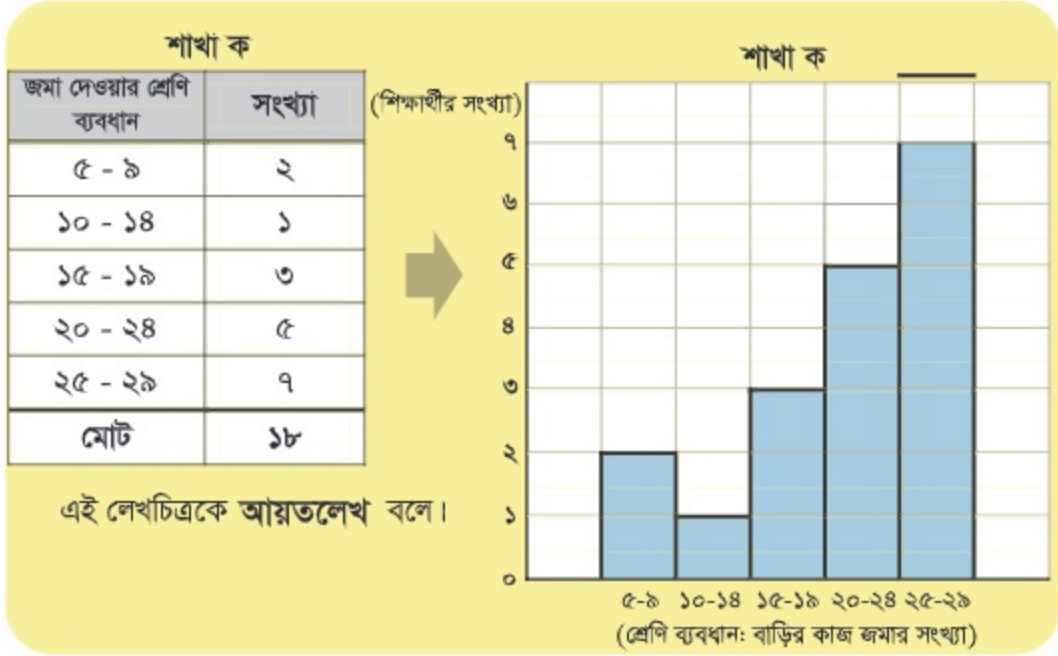 শাখা ক
জমা দেওয়ার শ্রেণি ব্যবধান সংখ্যা
৫ - ৯ ২
১০ - ১৪ ১
১৫ - ১৯ ৩
২০ - ২৪ ৫
২৫ - ২৯ ৭
মোট ১৮
এই লেখচিত্রকে আয়তলেখ বলে।
শাখা ক
(শিক্ষার্থীর সংখ্যা)
৭
৬
৫
৪
৩
২
১
০
৫-৯ ১০-১৪ ১৫-১৯ ২০-২৪ ২৫-২৯
(শ্রেণি ব্যবধান: বাড়ির কাজ জমার সংখ্যা)